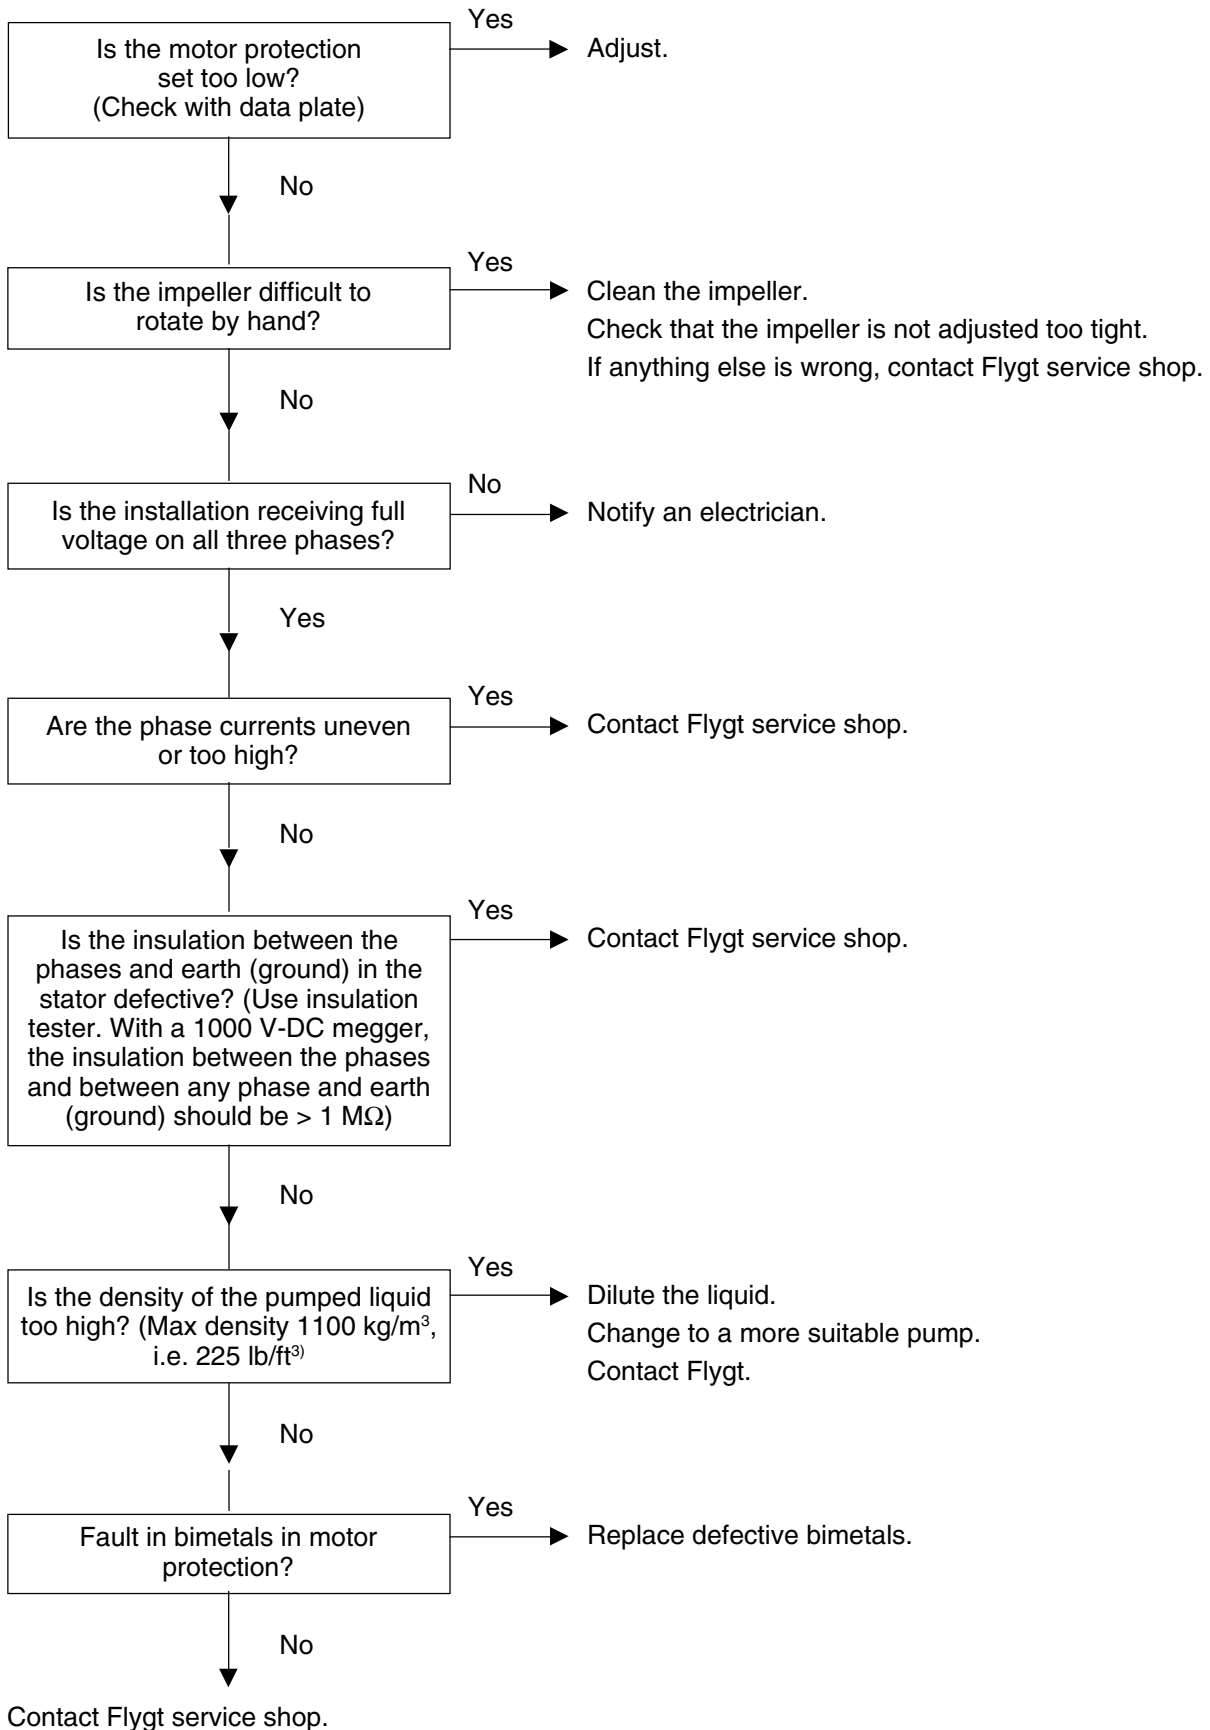 Is the motor protection
set too low?
(Check with data plate)
Yes
Adjust.
No
Is the impeller difficult to
rotate by hand?
Yes
Clean the impeller.
Check that the impeller is not adjusted too tight.
If anything else is wrong, contact Flygt service shop.
No
Is the installation receiving full
voltage on all three phases?
No
Notify an electrician.
Yes
Are the phase currents uneven
or too high?
Yes
Contact Flygt service shop.
No
Is the insulation between the
phases and earth (ground) in the
stator defective? (Use insulation
tester. With a 1000 V-DC megger,
the insulation between the phases
and between any phase and earth
(ground) should be > 1 MΩ)
Yes
Contact Flygt service shop.
No
Is the density of the pumped liquid
too high? (Max density 1100 kg/m³,
i.e. 225 lb/ft³⁾
Yes
Dilute the liquid.
Change to a more suitable pump.
Contact Flygt.
No
Fault in bimetals in motor
protection?
Yes
Replace defective bimetals.
No
Contact Flygt service shop.